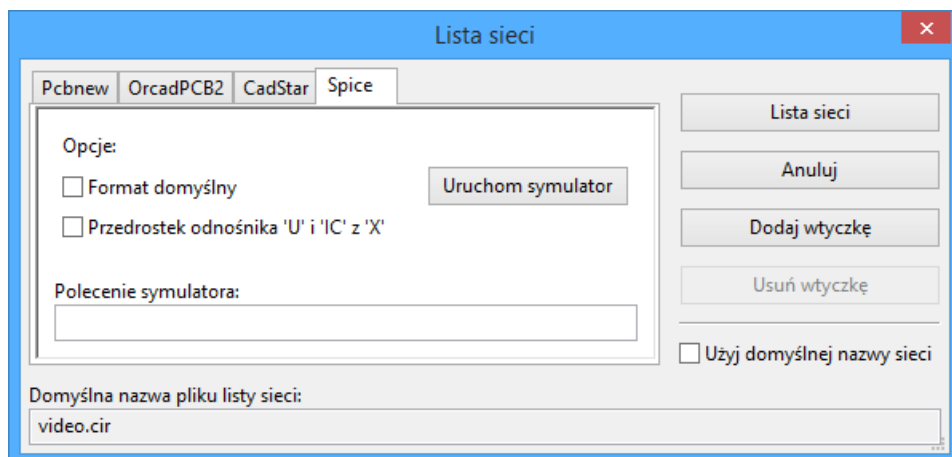 Lista sieci
Pcbnew OrcadPCB2 CadStar Spice
Lista sieci
Opcje:
Anuluj
Format domyślny
Uruchom symulator
Przedrostek odnośnika 'U' i 'IC' z 'X'
Dodaj wtyczkę
Polecenie symulatora:
Usuń wtyczkę
Użyj domyślnej nazwy sieci
Domyślna nazwa pliku listy sieci:
video.cir